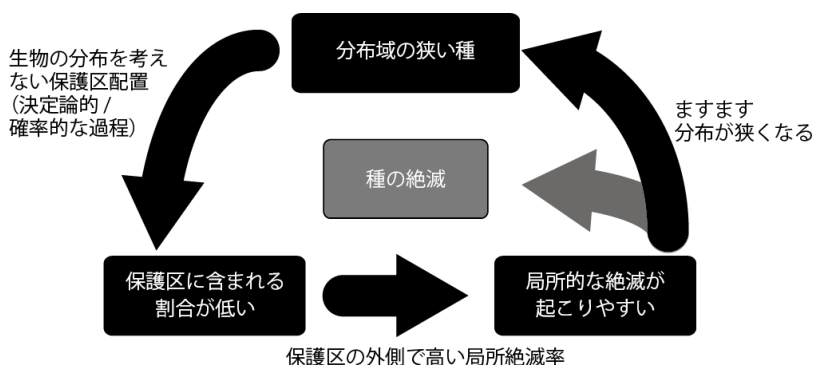 分布域の狭い種
生物の分布を考え
ない保護区配置
（決定論的 /
確率的な過程）
ますます
分布が狭くなる
種の絶滅
保護区に含まれる
割合が低い
局所的な絶滅が
起こりやすい
保護区の外側で高い局所絶滅率